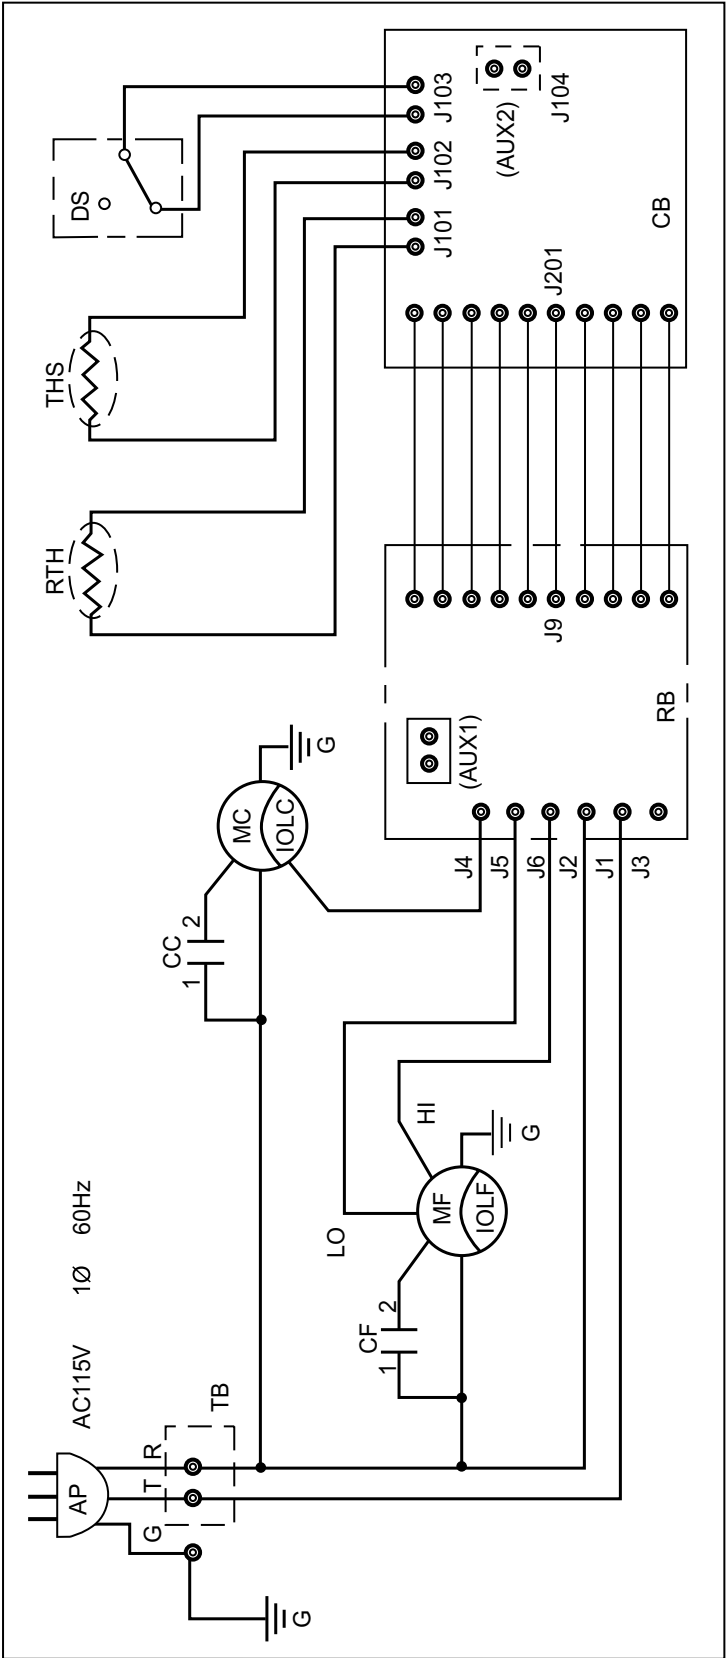 AC115V 1Ø 60Hz
AP
G
T
R
TB
G
CF
1
2
LO
HI
MF
IOLF
G
CC
1
2
MC
IOLC
G
J4
J5
J6
J2
J1
J3
(AUX1)
RB
J9
RTH
THS
DS
J201
CB
J101
J102
J103
(AUX2)
J104